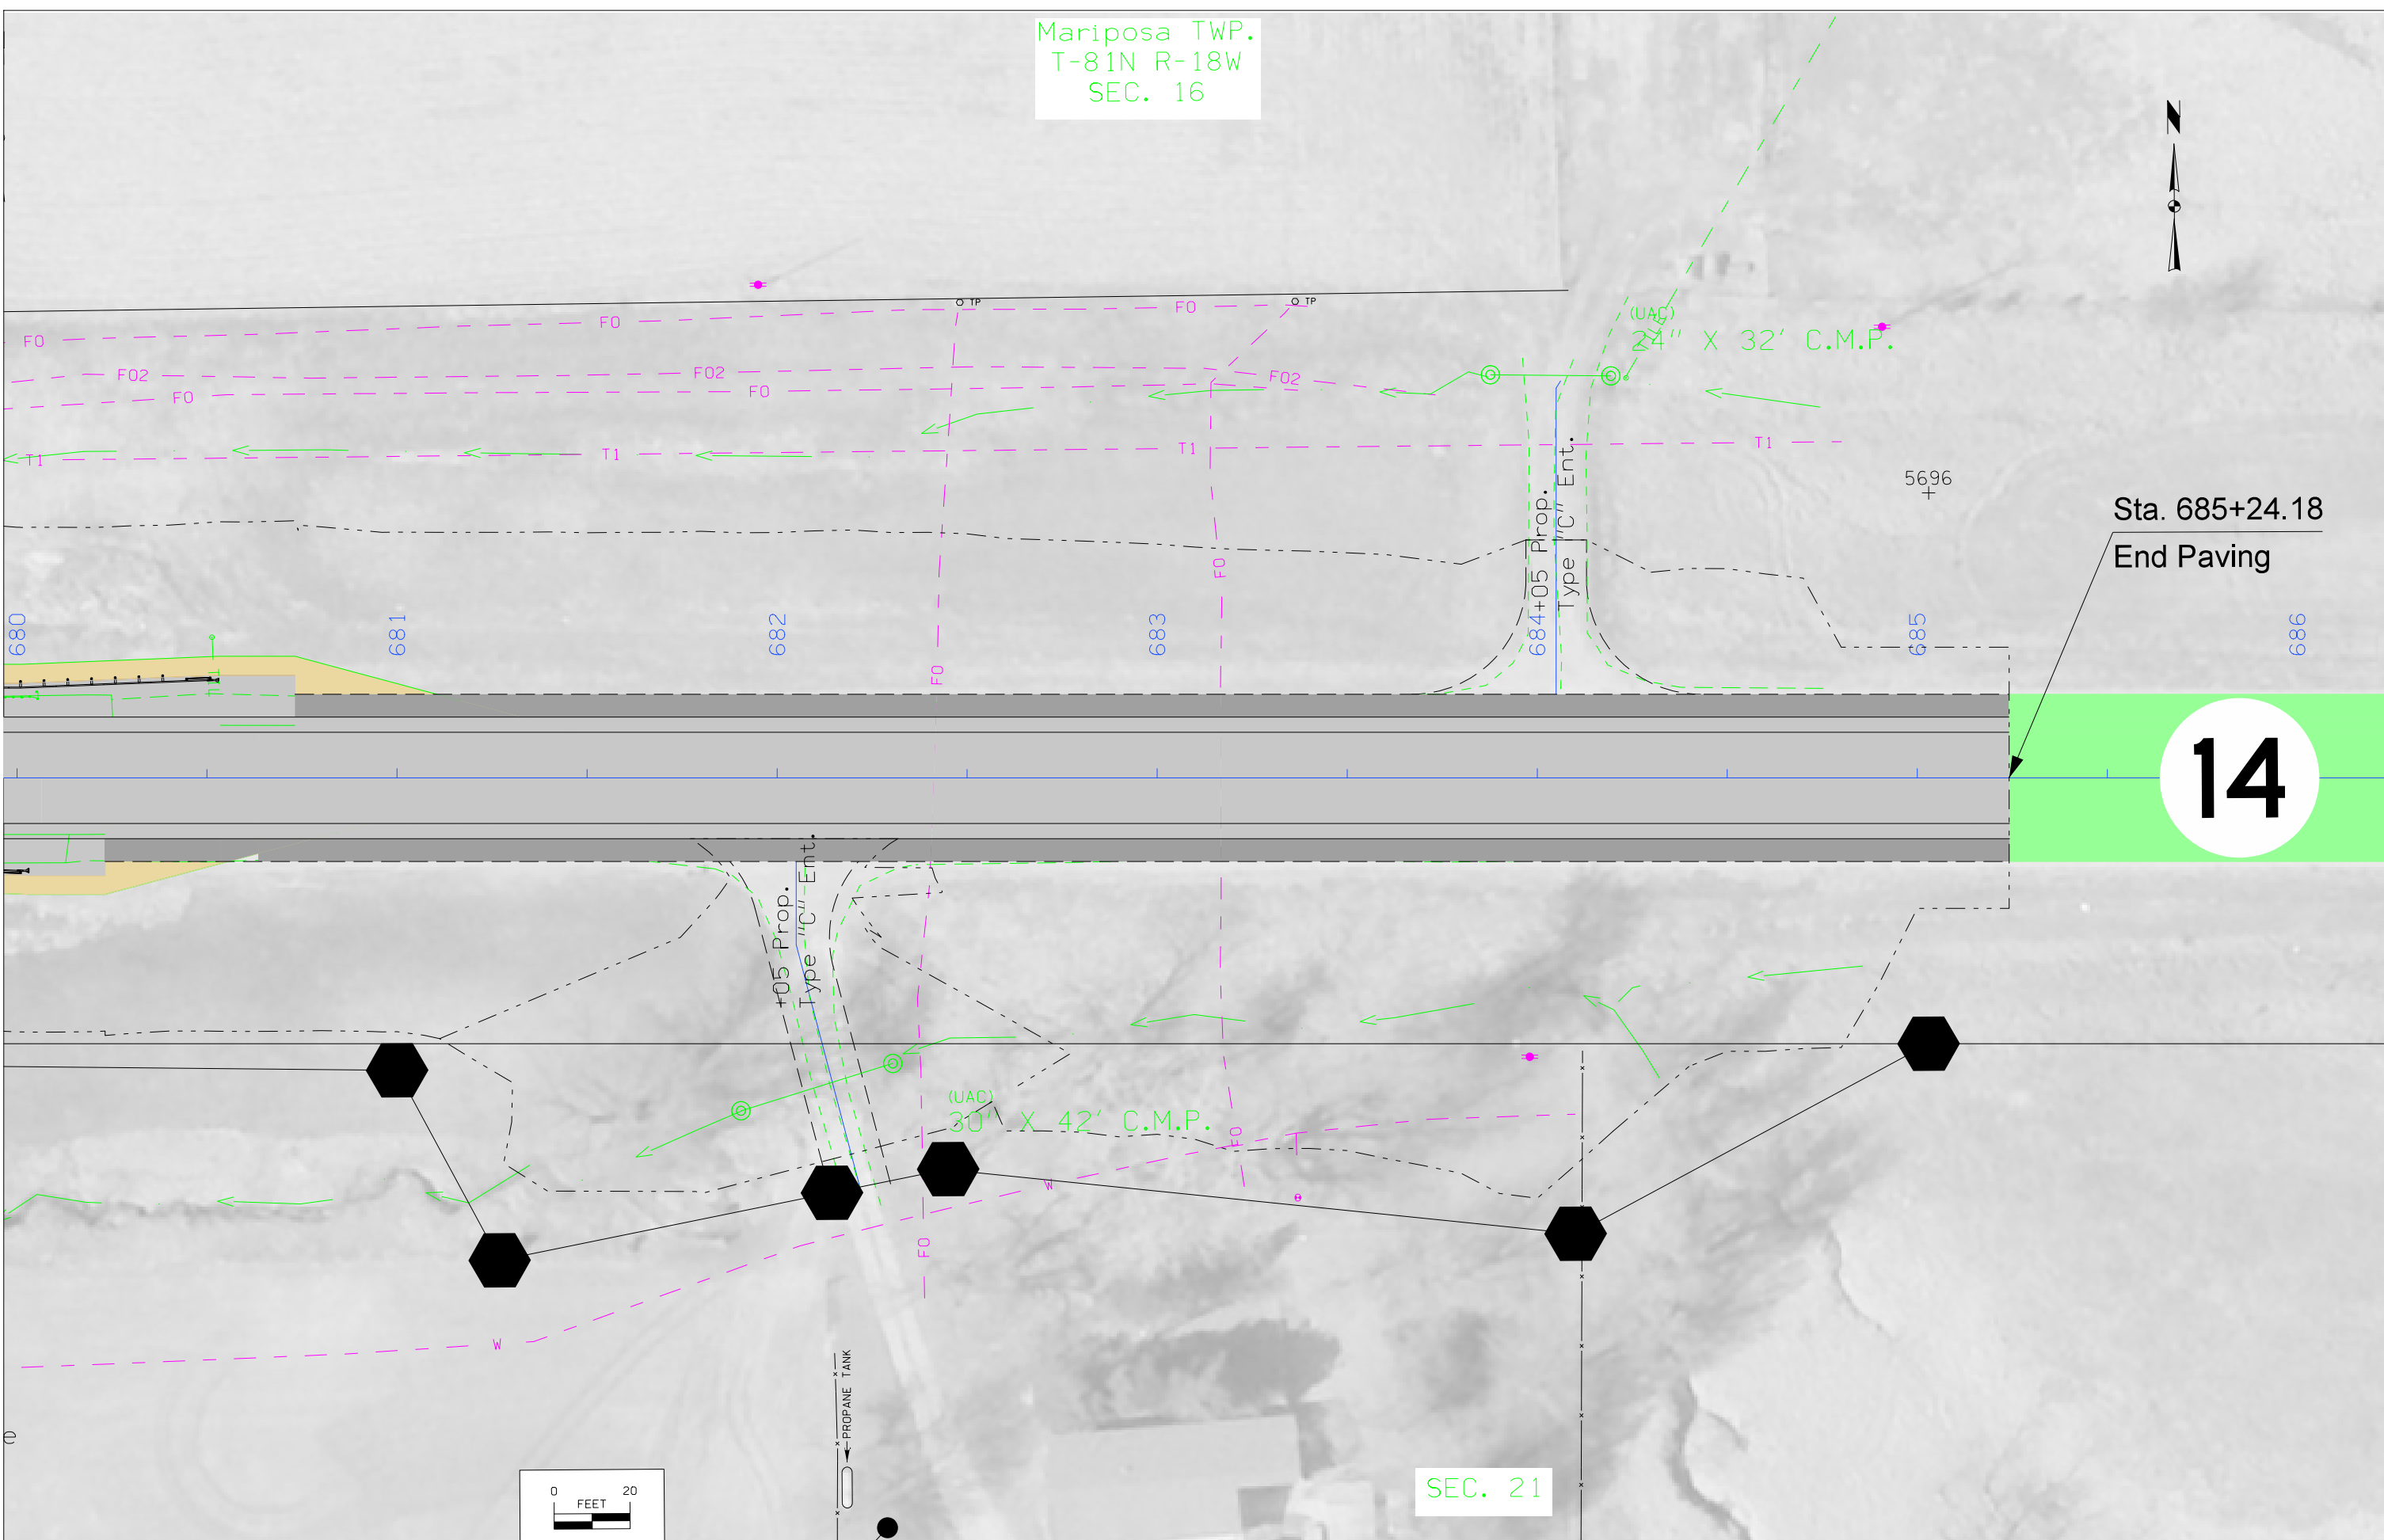 Mariposa TWP.
T-81N R-18W
SEC. 16
TP
TP
FO
FO
FO
(UAC)
24" X 32' C.M.P.
FO2
FO2
FO2
FO
FO
T1
T1
T1
T1
5696
684+05 Prop.
Type "C" Ent.
Sta. 685+24.18
End Paving
FO
FO
680
681
682
683
685
686
14
+05 Prop.
Type "C" Ent.
(UAC)
30" X 42' C.M.P.
FO
W
FO
W
PROPANE TANK
0 20
FEET
SEC. 21